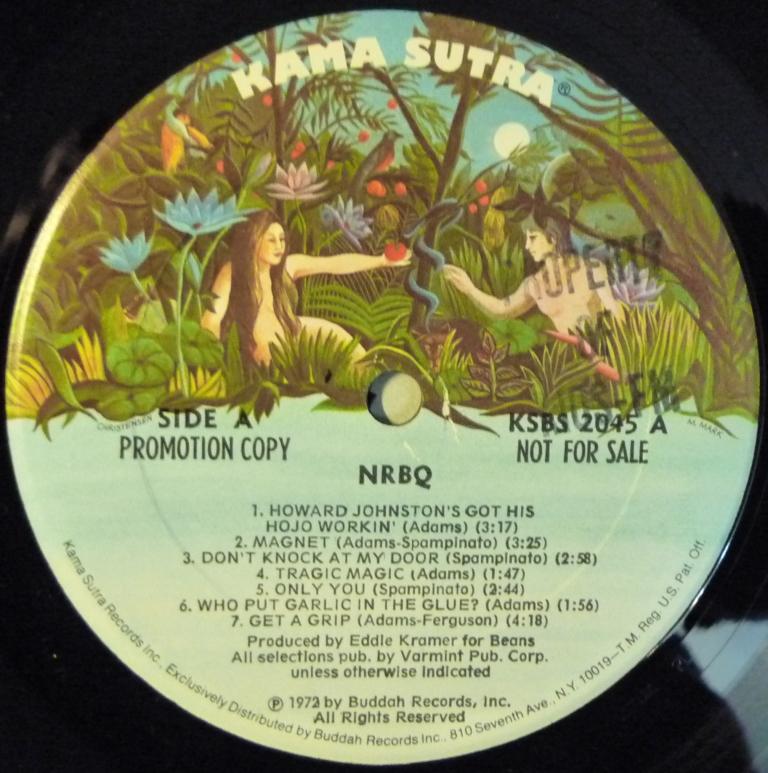 KAMA SUTRA ®
PROPERTY
OF
CHRISTENSEN
M. MARK
SIDE A
KSBS 2045 A
PROMOTION COPY
NOT FOR SALE
NRBQ
1. HOWARD JOHNSTON'S GOT HIS
HOJO WORKIN' (Adams) (3:17)
2. MAGNET (Adams-Spampinato) (3:25)
3. DON'T KNOCK AT MY DOOR (Spampinato) (2:58)
4. TRAGIC MAGIC (Adams) (1:47)
5. ONLY YOU (Spampinato) (2:44)
6. WHO PUT GARLIC IN THE GLUE? (Adams) (1:56)
7. GET A GRIP (Adams-Ferguson) (4:18)
Produced by Eddie Kramer for Beans
All selections pub. by Varmint Pub. Corp.
unless otherwise indicated
℗ 1972 by Buddah Records, Inc.
All Rights Reserved
Kama Sutra Records Inc., Exclusively Distributed by Buddah Records Inc., 810 Seventh Ave., N.Y. 10019—T.M. Reg. U.S. Pat. Off.